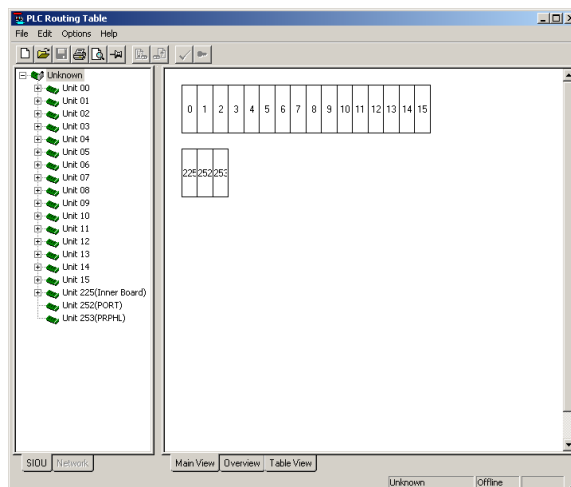 PLC Routing Table
File Edit Options Help
Unknown
Unit 00
Unit 01
Unit 02
Unit 03
Unit 04
Unit 05
Unit 06
Unit 07
Unit 08
Unit 09
Unit 10
Unit 11
Unit 12
Unit 13
Unit 14
Unit 15
Unit 225(Inner Board)
Unit 252(PORT)
Unit 253(PRPHL)
0 1 2 3 4 5 6 7 8 9 10 11 12 13 14 15
225 252 253
SIOU Network
Main View Overview Table View
Unknown Offline